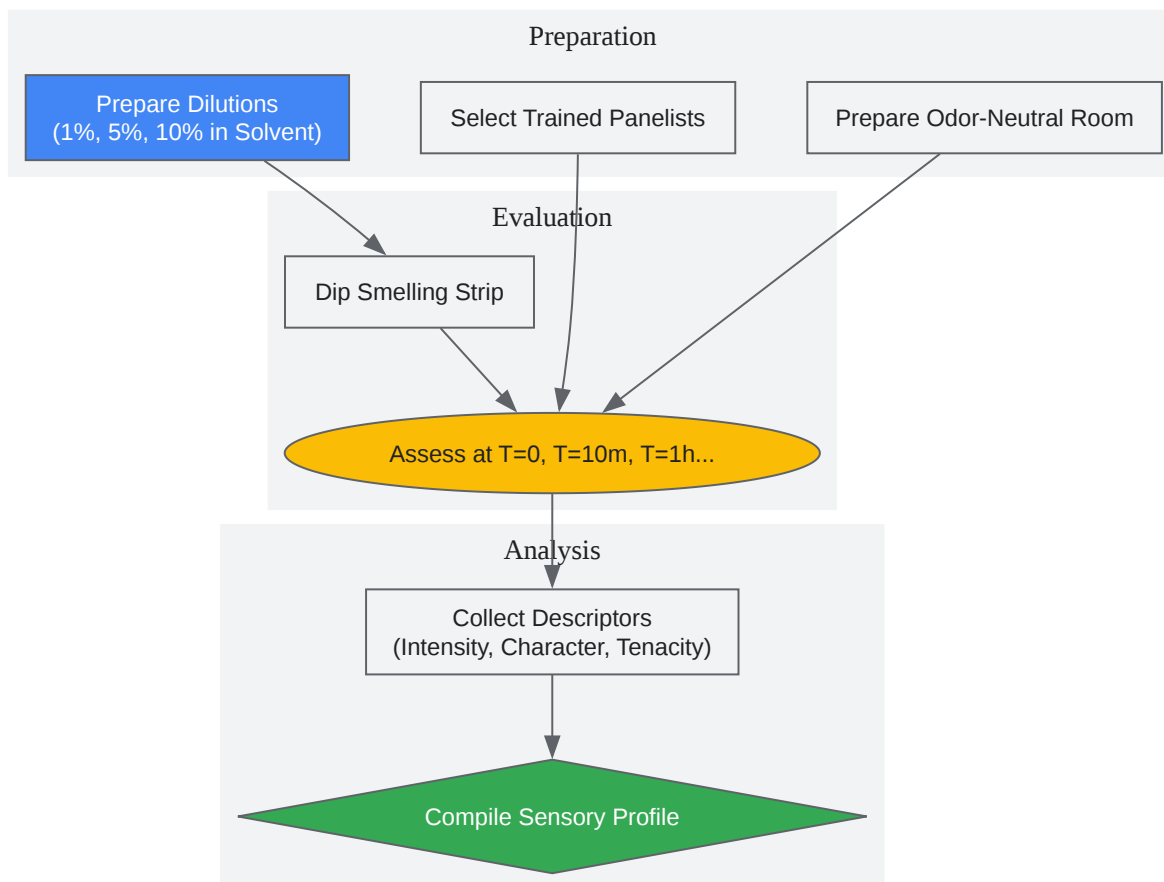 Preparation
Prepare Dilutions
(1%, 5%, 10% in Solvent)
Select Trained Panelists
Prepare Odor-Neutral Room
Evaluation
Dip Smelling Strip
Assess at T=0, T=10m, T=1h...
Analysis
Collect Descriptors
(Intensity, Character, Tenacity)
Compile Sensory Profile